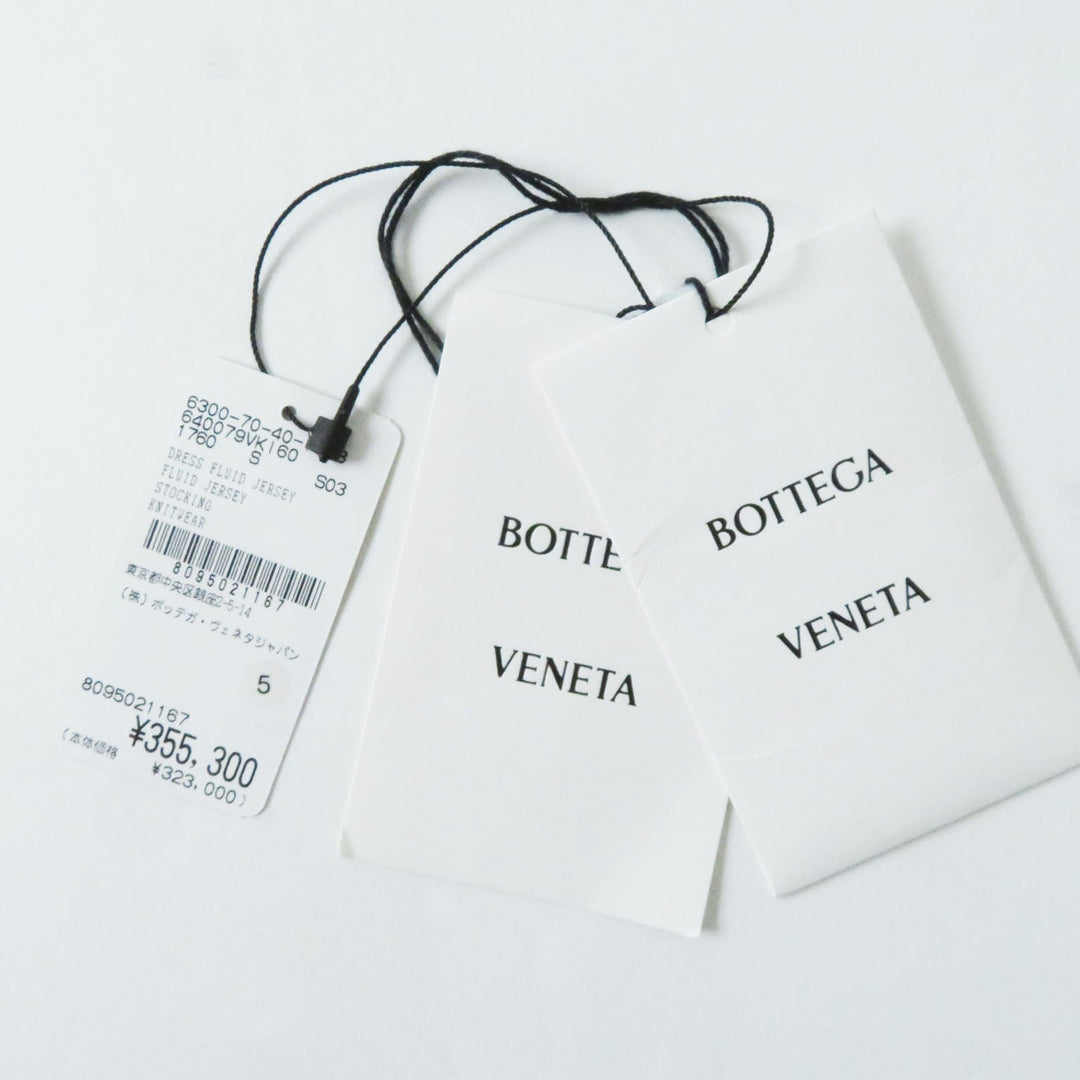 6300-70-40-
640079VKI60
1760 S
S03
DRESS FLUID JERSEY
FLUID JERSEY
STOCKING
KNITWEAR
8095021167
東京都中央区銀座2-5-14
(株)ボッテガ・ヴェネタジャパン
5
8095021167
¥355,300
(本体価格
¥323,000)
BOTTE
VENETA
BOTTEGA
VENETA